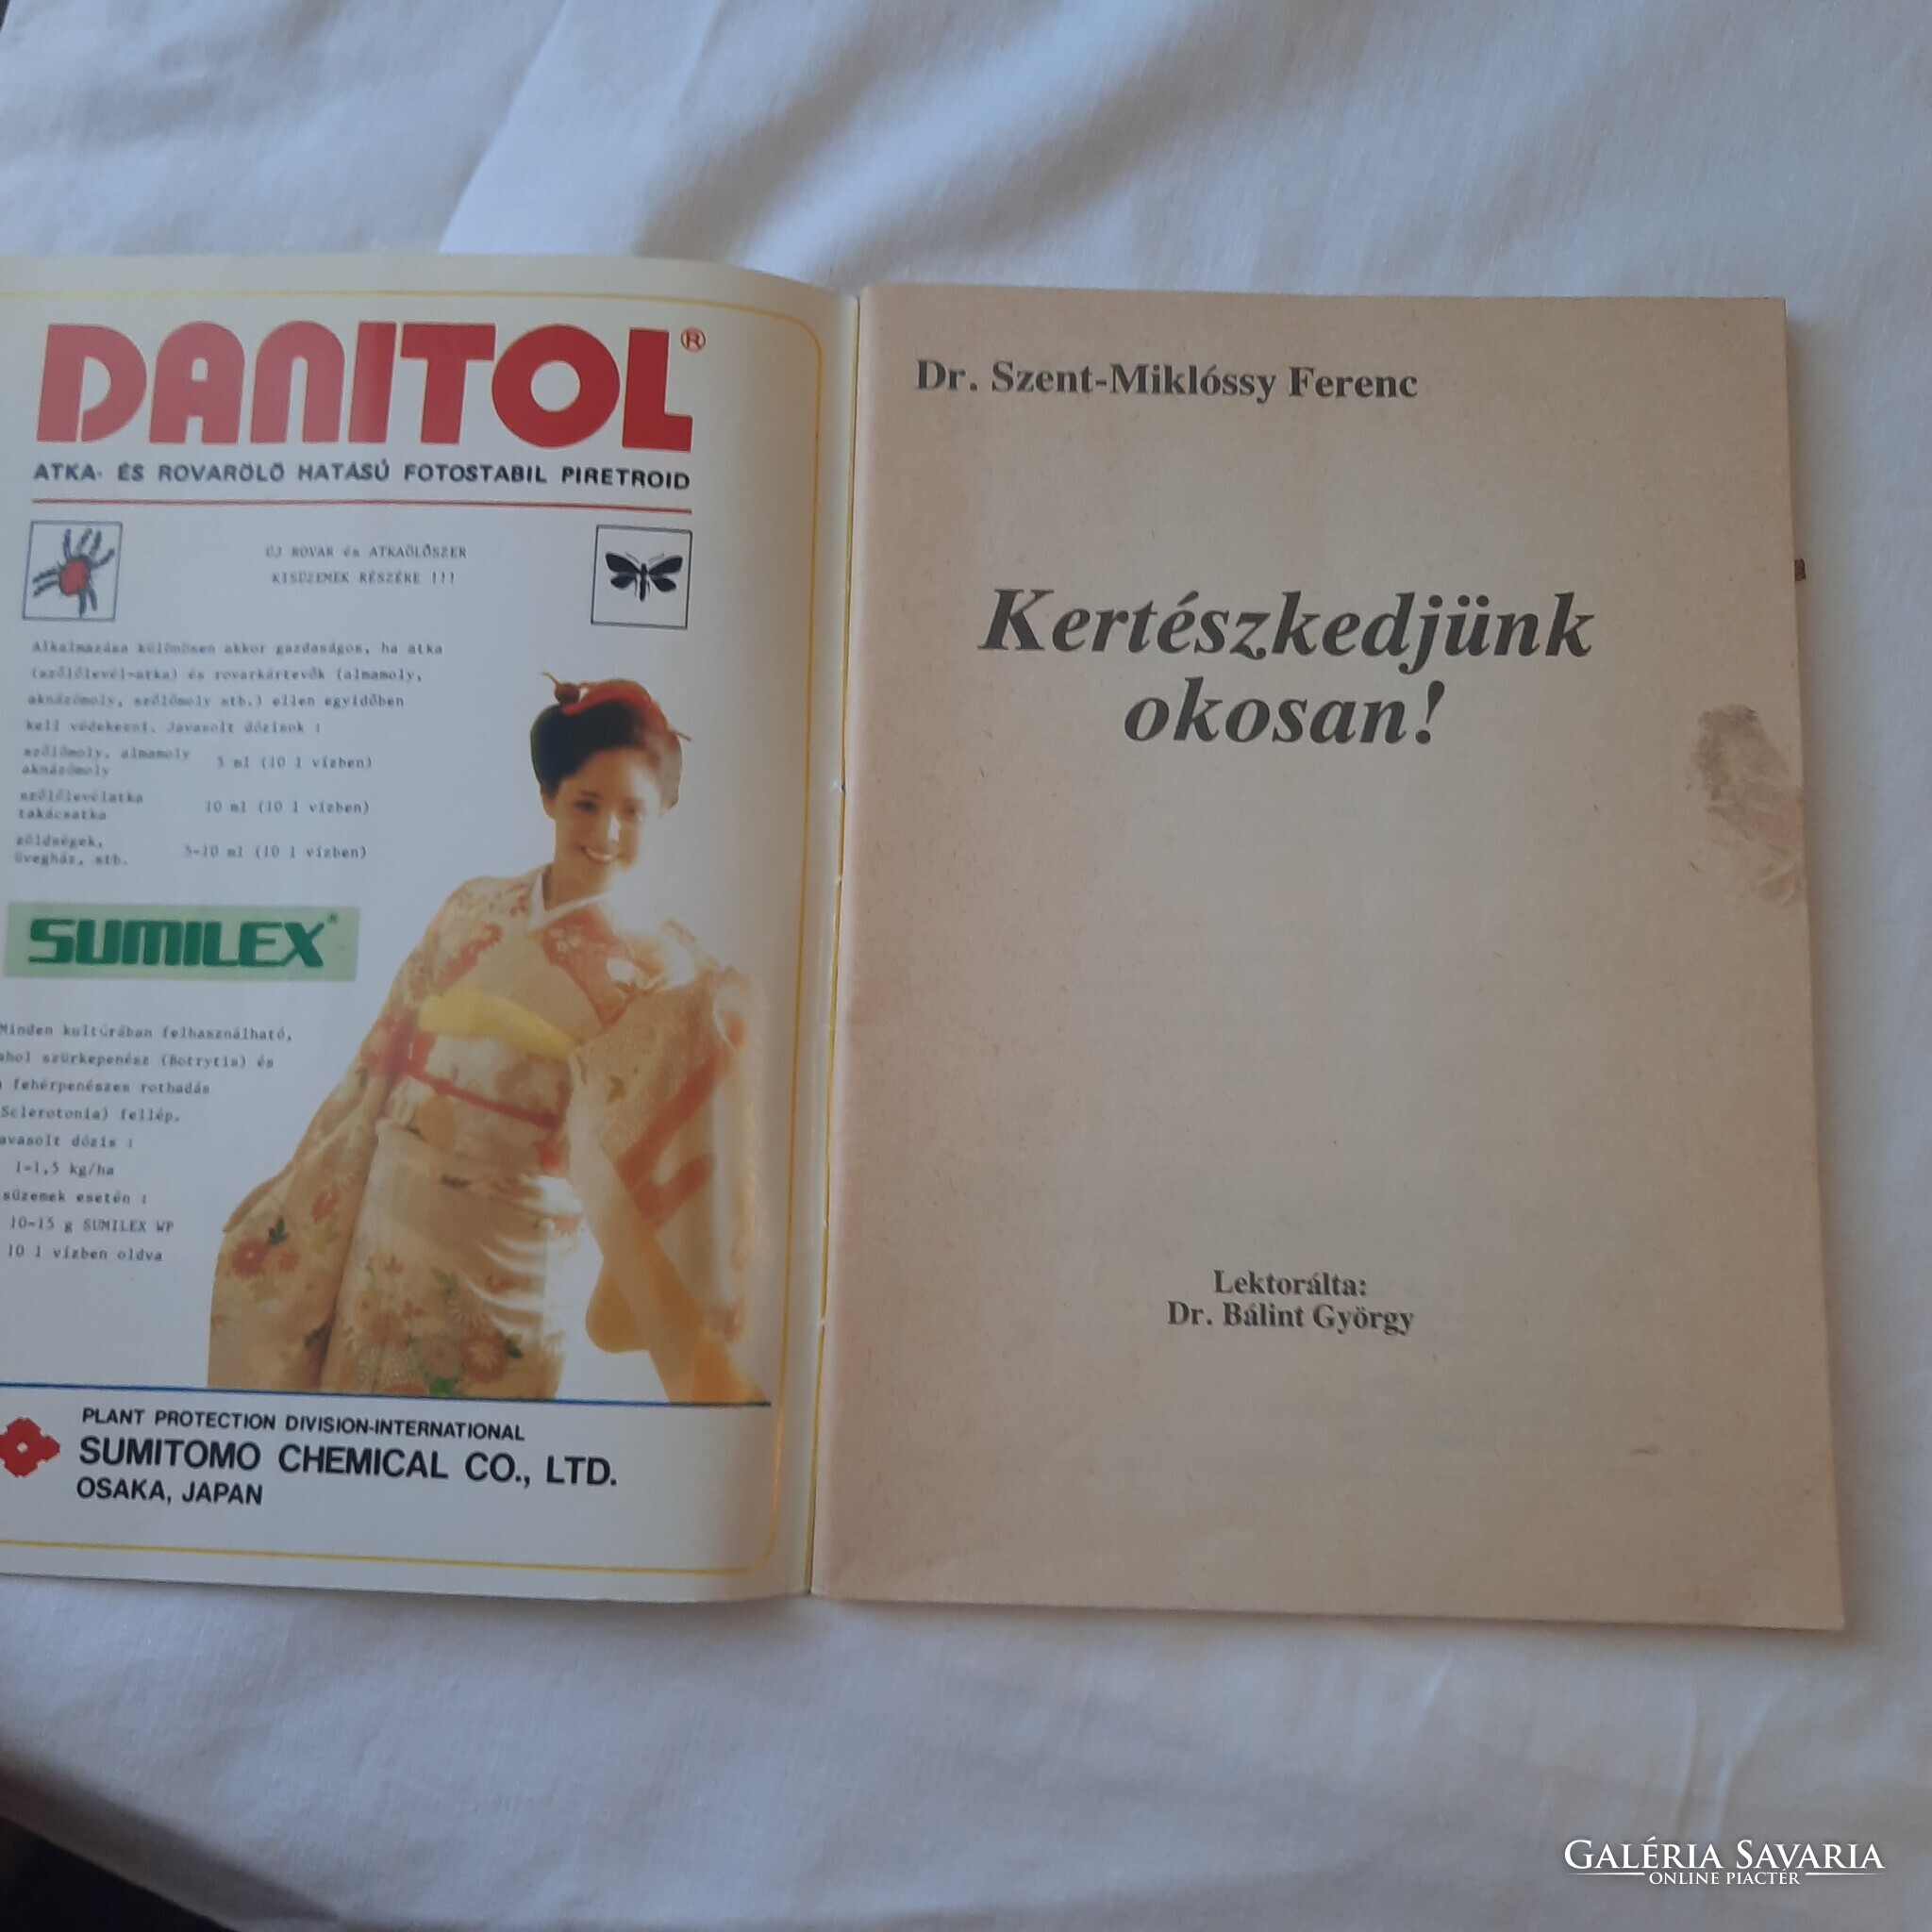 DANITOL®
ATKA- ÉS ROVARÖLŐ HATÁSÚ FOTOSTABIL PIRETROID
ÚJ ROVAR és ATKAÖLŐSZER
KISÜZEMEK RÉSZÉRE !!!
Alkalmazása különösen akkor gazdaságos, ha atka
(szőlőlevél-atka) és rovarkártevők (almamoly,
aknázómoly, szőlőmoly stb.) ellen egyidőben
kell védekezni. Javasolt dózisok :
szőlőmoly, almamoly
aknázómoly
5 ml (10 l vízben)
szőlőlevélatka
takácsatka
10 ml (10 l vízben)
zöldségek,
üvegház, stb.
5-10 ml (10 l vízben)
SUMILEX®
Minden kultúrában felhasználható,
ahol szürkepenész (Botrytis) és
fehérpenészes rothadás
Sclerotonia) fellép.
avasolt dózis :
1-1,5 kg/ha
süzemek esetén :
10-15 g SUMILEX WP
10 l vízben oldva
PLANT PROTECTION DIVISION-INTERNATIONAL
SUMITOMO CHEMICAL CO., LTD.
OSAKA, JAPAN
Dr. Szent-Miklóssy Ferenc
Kertészkedjünk
okosan!
Lektorálta:
Dr. Bálint György
GALÉRIA SAVARIA
ONLINE PIACTÉR